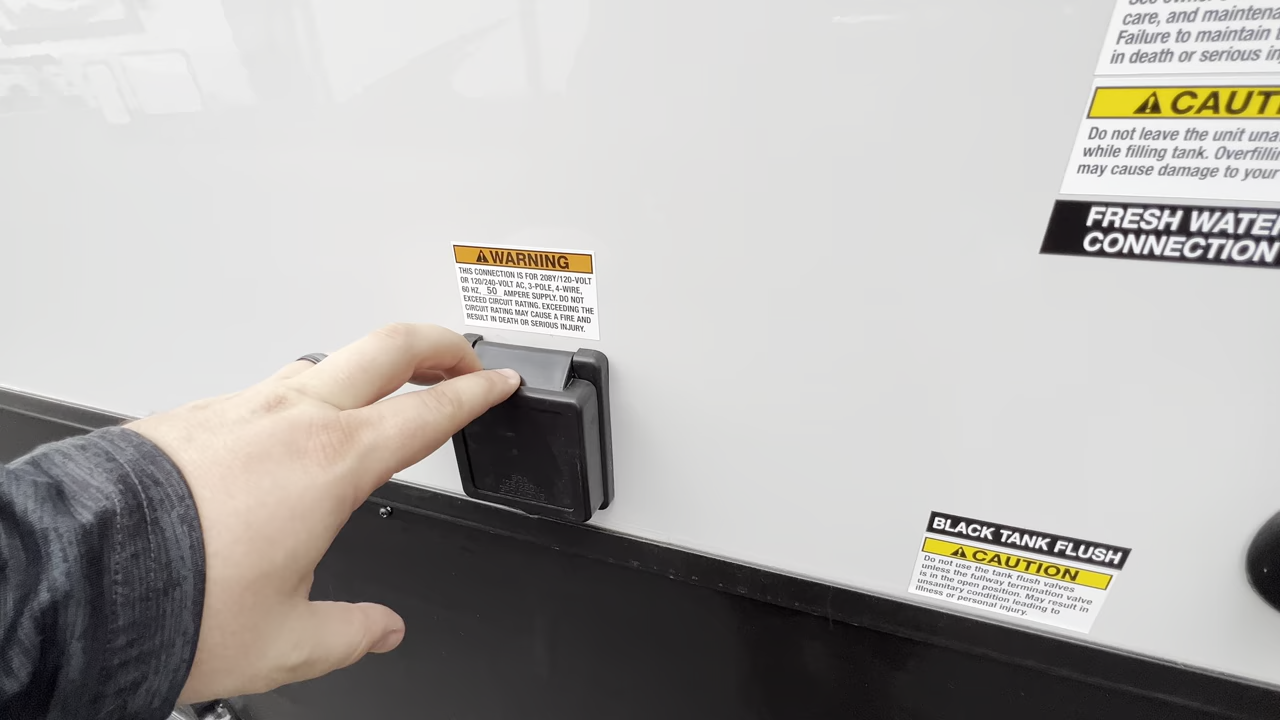 care, and maintena
Failure to maintain
in death or serious in
CAUTI
Do not leave the unit una
while filling tank. Overfilli
may cause damage to your
FRESH WATER
CONNECTION
WARNING
THIS CONNECTION IS FOR 208Y/120-VOLT
OR 120/240-VOLT AC, 3-POLE, 4-WIRE,
60 HZ, 50 AMPERE SUPPLY. DO NOT
EXCEED CIRCUIT RATING. EXCEEDING THE
CIRCUIT RATING MAY CAUSE A FIRE AND
RESULT IN DEATH OR SERIOUS INJURY.
BLACK TANK FLUSH
CAUTION
Do not use the tank flush valves
unless the fullway termination valve
is in the open position. May result in
unsanitary condition leading to
illness or personal injury.